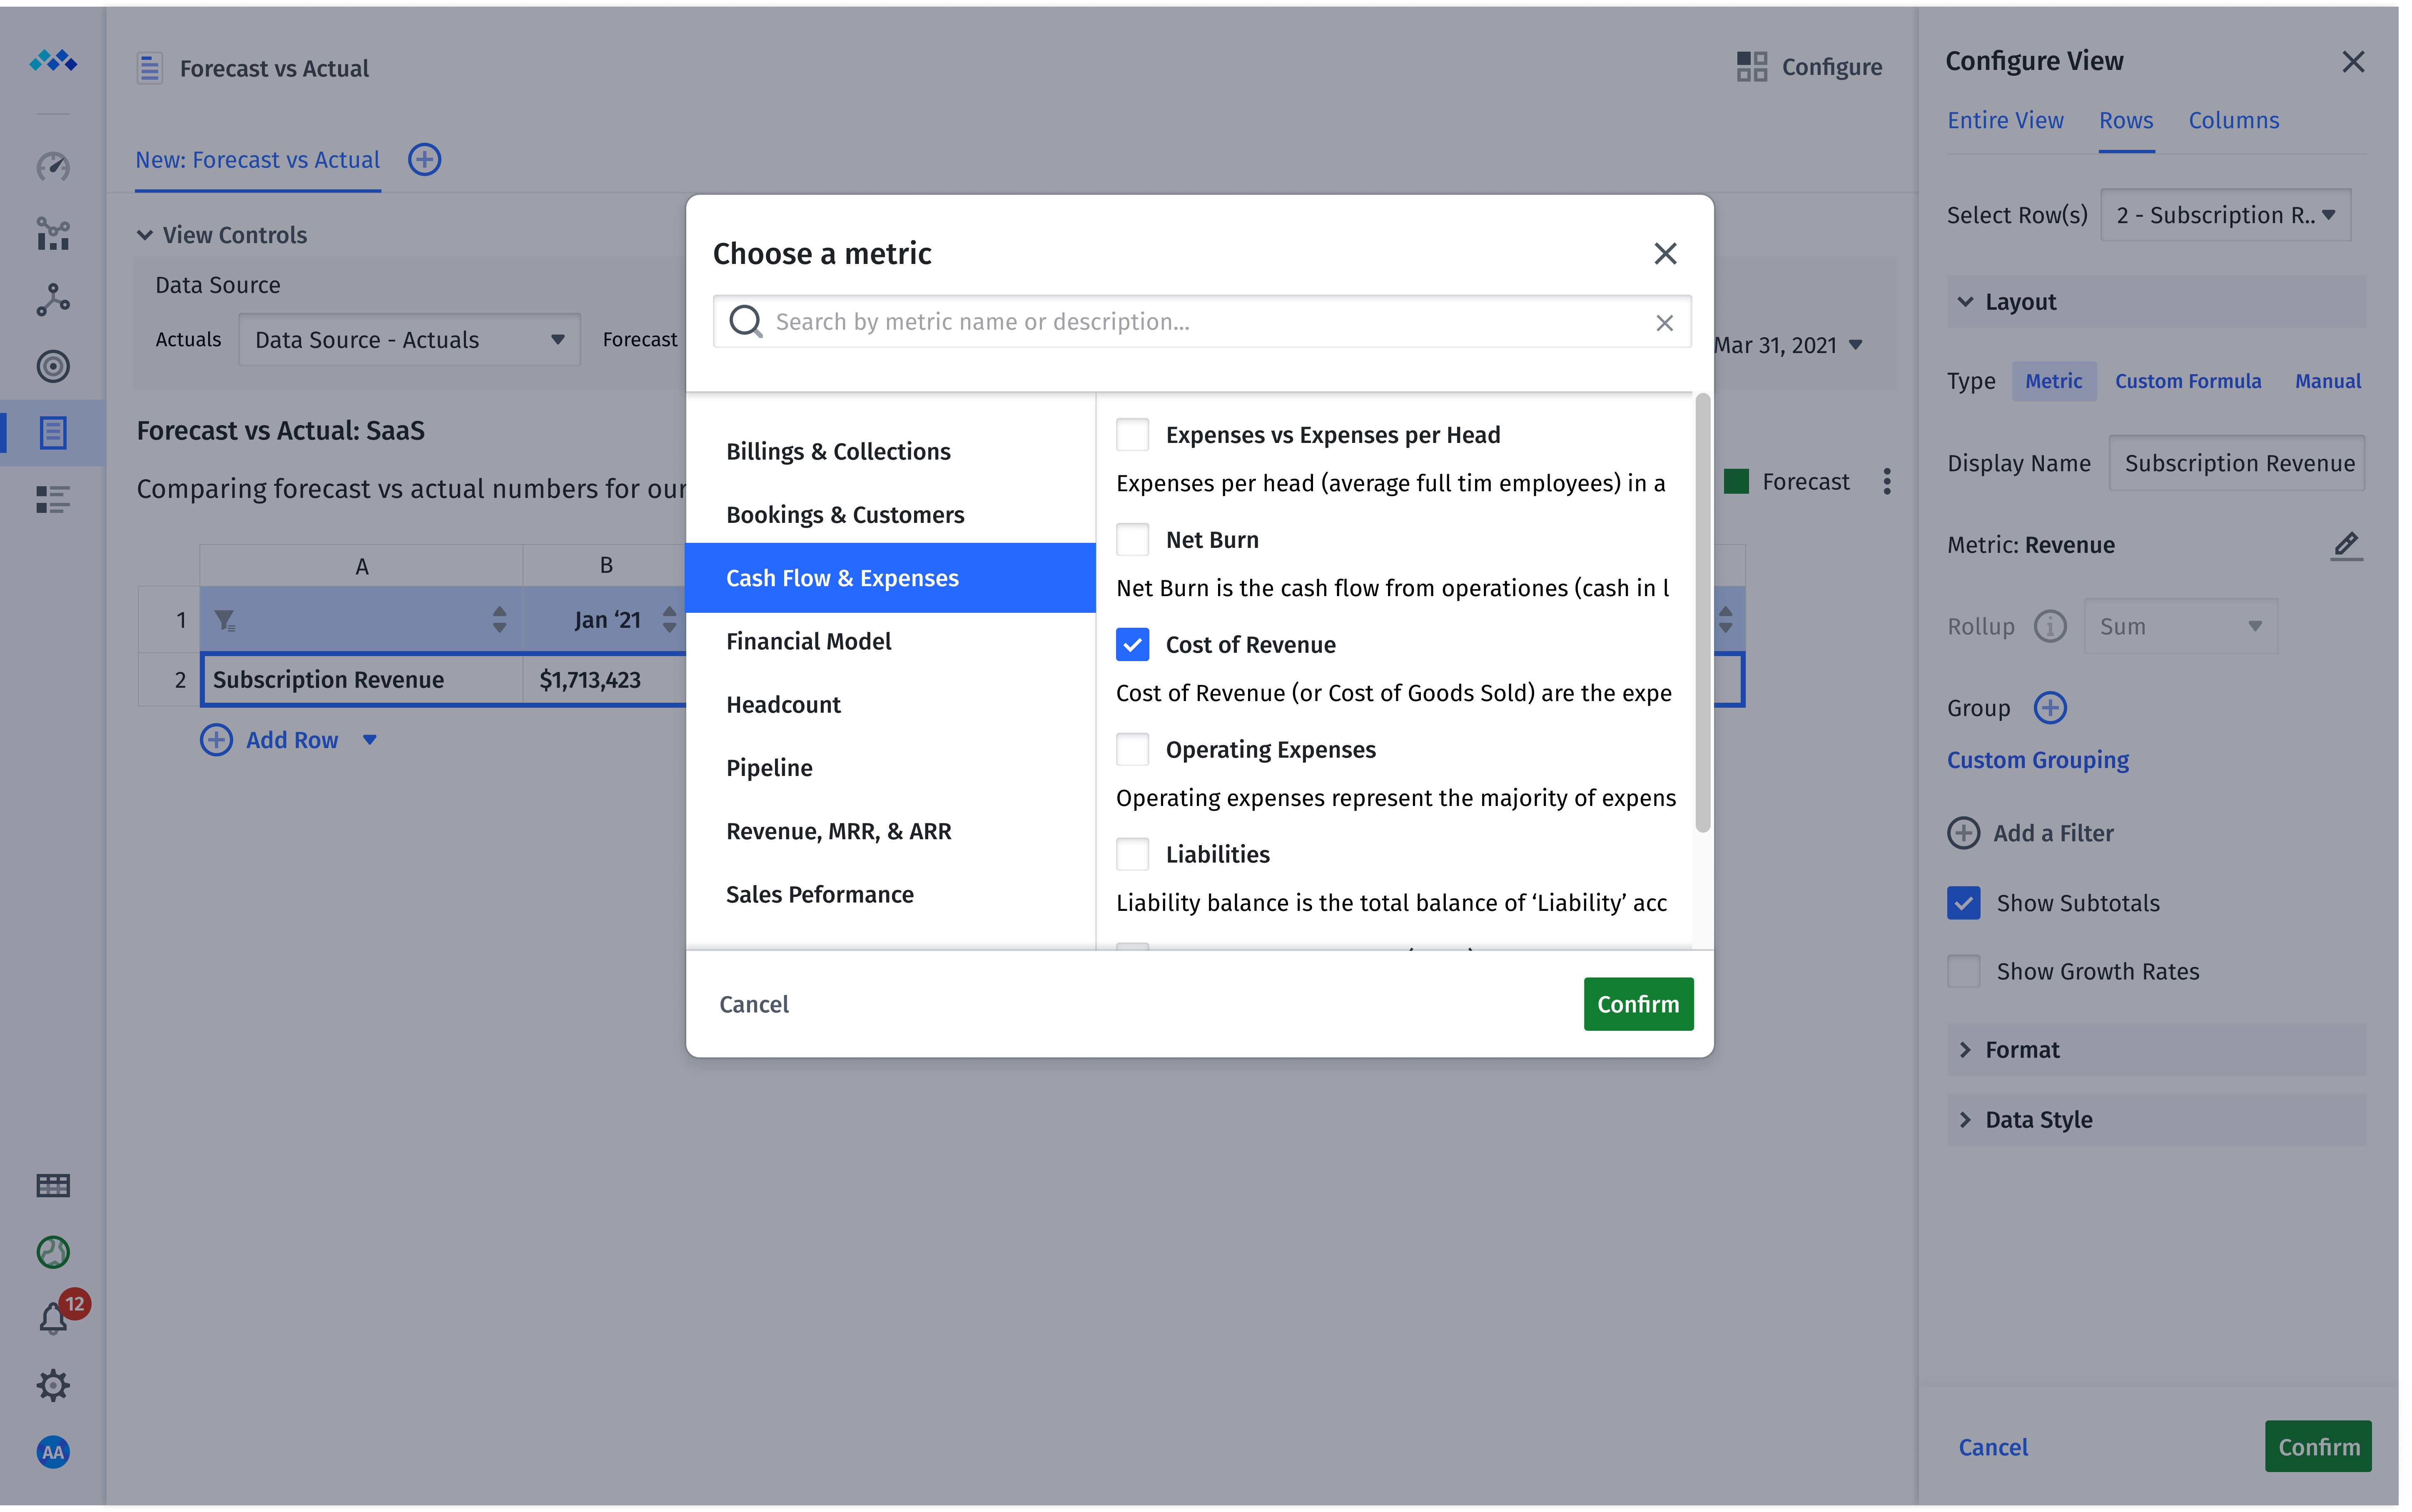 Forecast vs Actual
Configure
New: Forecast vs Actual
View Controls
Data Source
Actuals
Data Source - Actuals
Forecast
Mar 31, 2021
Forecast vs Actual: SaaS
Comparing forecast vs actual numbers for our
Forecast
A
B
1
Jan ‘21
2
Subscription Revenue
$1,713,423
Add Row
12
AA
Choose a metric
Search by metric name or description...
Billings & Collections
Bookings & Customers
Cash Flow & Expenses
Financial Model
Headcount
Pipeline
Revenue, MRR, & ARR
Sales Peformance
Expenses vs Expenses per Head
Expenses per head (average full tim employees) in a
Net Burn
Net Burn is the cash flow from operationes (cash in l
Cost of Revenue
Cost of Revenue (or Cost of Goods Sold) are the expe
Operating Expenses
Operating expenses represent the majority of expens
Liabilities
Liability balance is the total balance of ‘Liability’ acc
Cancel
Confirm
Configure View
Entire View
Rows
Columns
Select Row(s)
2 - Subscription R..
Layout
Type
Metric
Custom Formula
Manual
Display Name
Subscription Revenue
Metric: Revenue
Rollup
Sum
Group
Custom Grouping
Add a Filter
Show Subtotals
Show Growth Rates
Format
Data Style
Cancel
Confirm